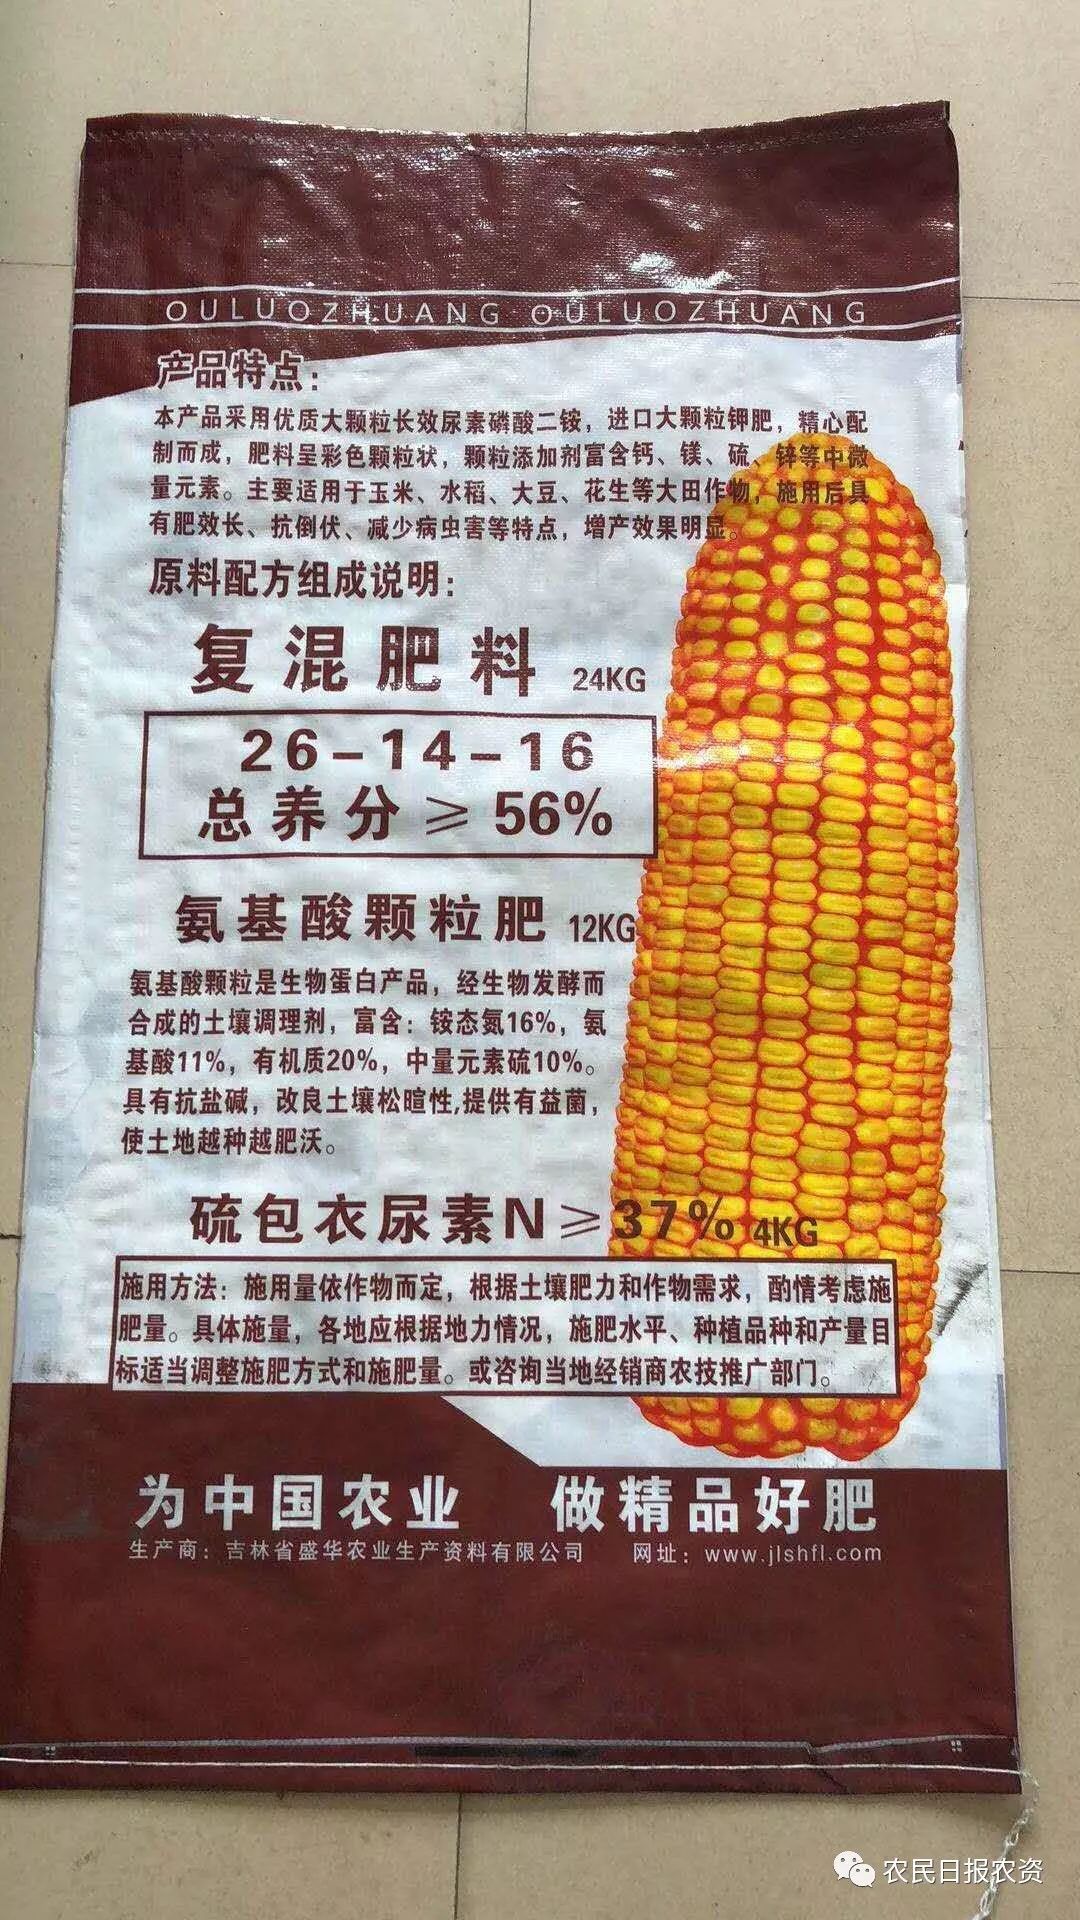 OULUOZHUANG OULUOZHUANG
产品特点：
本产品采用优质大颗粒长效尿素磷酸二铵，进口大颗粒钾肥，精心配
制而成，肥料呈彩色颗粒状，颗粒添加剂富含钙、镁、硫、锌等中微
量元素。主要适用于玉米、水稻、大豆、花生等大田作物，施用后具
有肥效长、抗倒伏、减少病虫害等特点，增产效果明显。
原料配方组成说明：
复混肥料 24KG
26-14-16
总养分≥56%
氨基酸颗粒肥 12KG
氨基酸颗粒是生物蛋白产品，经生物发酵而
合成的土壤调理剂，富含：铵态氮16%，氨
基酸11%，有机质20%，中量元素硫10%。
具有抗盐碱，改良土壤松暄性,提供有益菌，
使土地越种越肥沃。
硫包衣尿素N≥37% 4KG
施用方法：施用量依作物而定，根据土壤肥力和作物需求，酌情考虑施
肥量。具体施量，各地应根据地力情况，施肥水平、种植品种和产量目
标适当调整施肥方式和施肥量。或咨询当地经销商农技推广部门。
为中国农业 做精品好肥
生产商：吉林省盛华农业生产资料有限公司 网址：www.jlshfl.com
农民日报农资